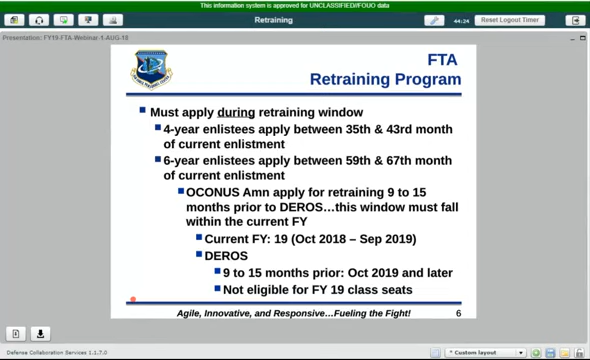 This information system is approved for UNCLASSIFIED//FOUO data
Retraining
44:24
Reset Logout Timer
Presentation: FY19-FTA-Webinar-1-AUG-18
FTA
Retraining Program
Must apply during retraining window
4-year enlistees apply between 35th & 43rd month
of current enlistment
6-year enlistees apply between 59th & 67th month
of current enlistment
OCONUS Amn apply for retraining 9 to 15
months prior to DEROS…this window must fall
within the current FY
Current FY: 19 (Oct 2018 – Sep 2019)
DEROS
9 to 15 months prior: Oct 2019 and later
Not eligible for FY 19 class seats
Agile, Innovative, and Responsive…Fueling the Fight!
6
Defense Collaboration Services 1.1.7.0
* Custom layout